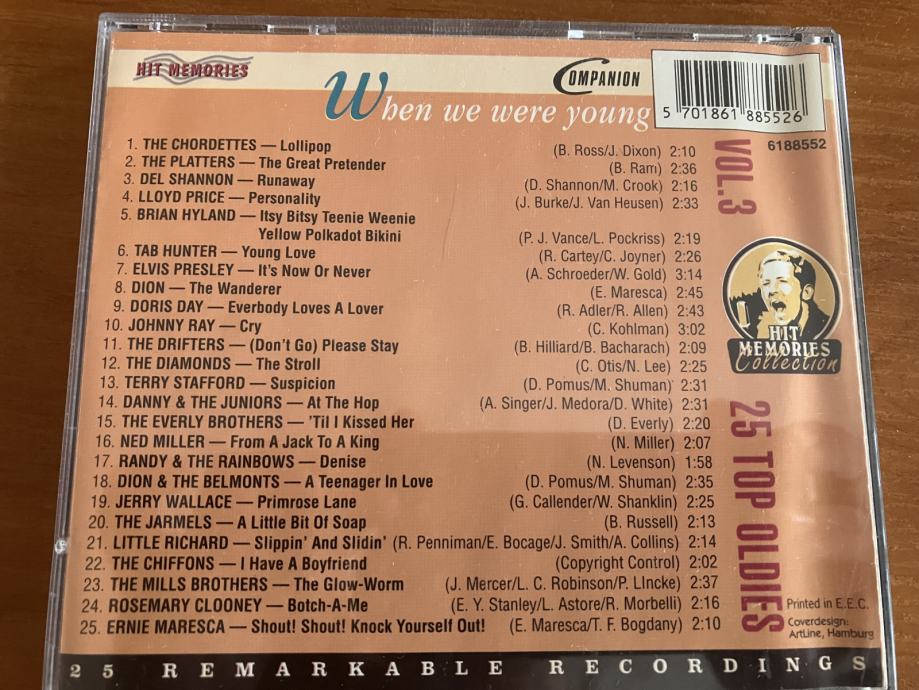 HIT MEMORIES
COMPANION
When we were young
5 701861 885526
6188552
1. THE CHORDETTES — Lollipop (B. Ross/J. Dixon) 2:10
2. THE PLATTERS — The Great Pretender (B. Ram) 2:36
3. DEL SHANNON — Runaway (D. Shannon/M. Crook) 2:16
4. LLOYD PRICE — Personality (J. Burke/J. Van Heusen) 2:33
5. BRIAN HYLAND — Itsy Bitsy Teenie Weenie
Yellow Polkadot Bikini (P. J. Vance/L. Pockriss) 2:19
6. TAB HUNTER — Young Love (R. Cartey/C. Joyner) 2:26
7. ELVIS PRESLEY — It's Now Or Never (A. Schroeder/W. Gold) 3:14
8. DION — The Wanderer (E. Maresca) 2:45
9. DORIS DAY — Everbody Loves A Lover (R. Adler/R. Allen) 2:43
10. JOHNNY RAY — Cry (C. Kohlman) 3:02
11. THE DRIFTERS — (Don't Go) Please Stay (B. Hilliard/B. Bacharach) 2:09
12. THE DIAMONDS — The Stroll (C. Otis/N. Lee) 2:25
13. TERRY STAFFORD — Suspicion (D. Pomus/M. Shuman) 2:31
14. DANNY & THE JUNIORS — At The Hop (A. Singer/J. Medora/D. White) 2:31
15. THE EVERLY BROTHERS — 'Til I Kissed Her (D. Everly) 2:20
16. NED MILLER — From A Jack To A King (N. Miller) 2:07
17. RANDY & THE RAINBOWS — Denise (N. Levenson) 1:58
18. DION & THE BELMONTS — A Teenager In Love (D. Pomus/M. Shuman) 2:35
19. JERRY WALLACE — Primrose Lane (G. Callender/W. Shanklin) 2:25
20. THE JARMELS — A Little Bit Of Soap (B. Russell) 2:13
21. LITTLE RICHARD — Slippin' And Slidin' (R. Penniman/E. Bocage/J. Smith/A. Collins) 2:14
22. THE CHIFFONS — I Have A Boyfriend (Copyright Control) 2:02
23. THE MILLS BROTHERS — The Glow-Worm (J. Mercer/L. C. Robinson/P. LIncke) 2:37
24. ROSEMARY CLOONEY — Botch-A-Me (E. Y. Stanley/L. Astore/R. Morbelli) 2:16
25. ERNIE MARESCA — Shout! Shout! Knock Yourself Out! (E. Maresca/T. F. Bogdany) 2:10
VOL.3
HIT
MEMORIES
Collection
25 TOP OLDIES
Printed in E.E.C.
Coverdesign:
ArtLine, Hamburg
25 REMARKABLE RECORDINGS